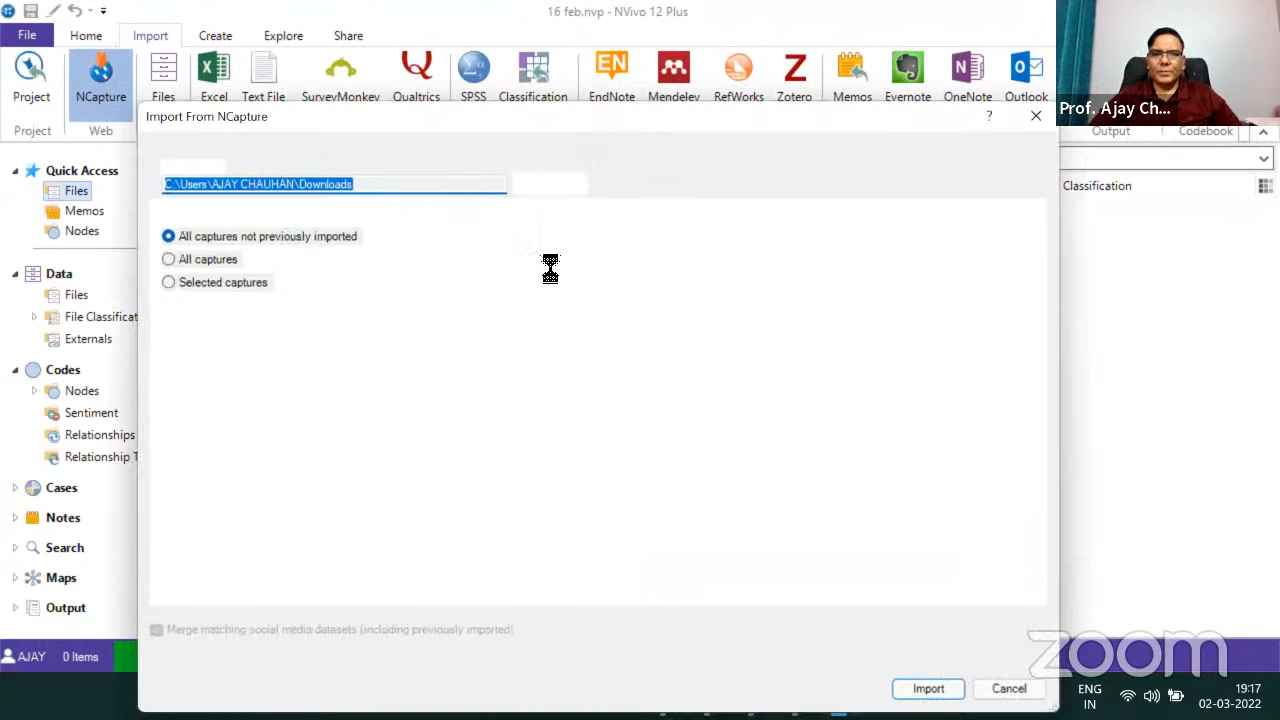 16 feb.nvp - NVivo 12 Plus
File Home Import Create Explore Share
Project NCapture Files Excel Text File SurveyMonkey Qualtrics SPSS Classification EndNote Mendeley RefWorks Zotero Memos Evernote OneNote Outlook
Project Web Output Codebook
Prof. Ajay Ch...
Import From NCapture
C:\Users\AJAY CHAUHAN\Downloads
All captures not previously imported
All captures
Selected captures
Merge matching social media datasets (including previously imported)
Import Cancel
Quick Access
Files
Memos
Nodes
Data
Files
File Classificat
Externals
Codes
Nodes
Sentiment
Relationships
Relationship T
Cases
Notes
Search
Maps
Output
Classification
AJAY 0 Items
zoom
ENG
IN
19:17
02-03-2022